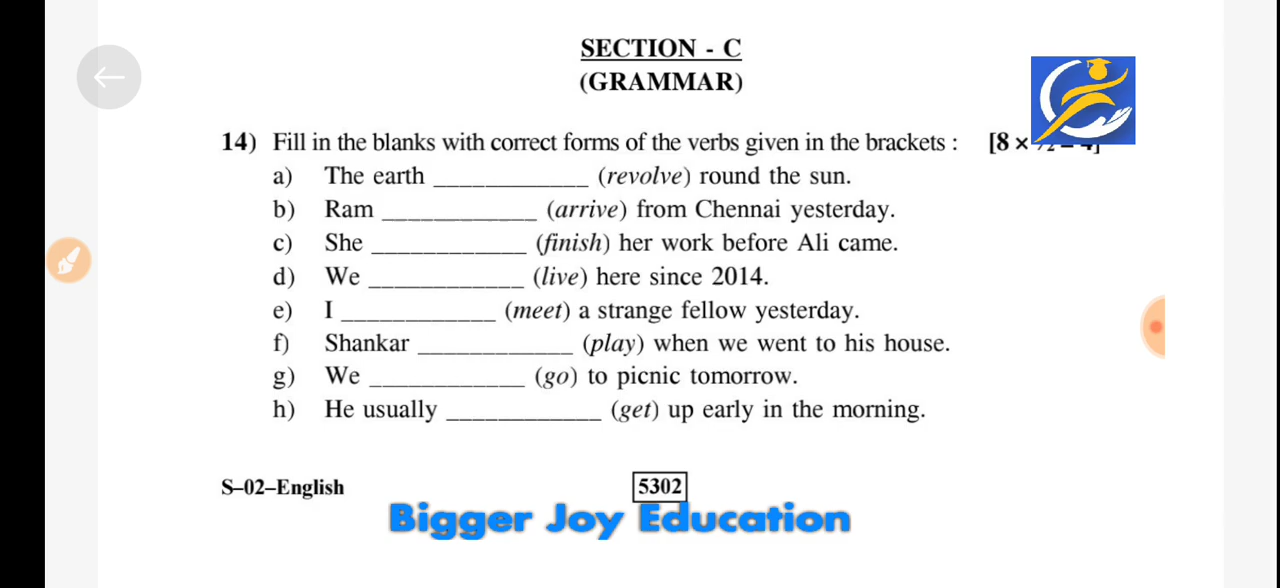 SECTION - C
(GRAMMAR)
14) Fill in the blanks with correct forms of the verbs given in the brackets : [8 ×
a) The earth ____________ (revolve) round the sun.
b) Ram ____________ (arrive) from Chennai yesterday.
c) She ____________ (finish) her work before Ali came.
d) We ____________ (live) here since 2014.
e) I ____________ (meet) a strange fellow yesterday.
f) Shankar ____________ (play) when we went to his house.
g) We ____________ (go) to picnic tomorrow.
h) He usually ____________ (get) up early in the morning.
S–02–English 5302
Bigger Joy Education